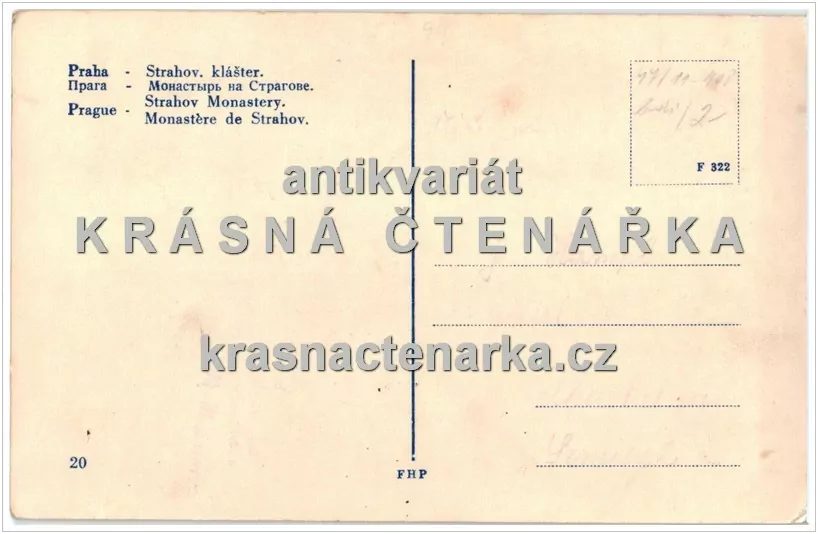 Praha - Strahov. klášter.
Прага - Монастырь на Страгове.
Prague - Strahov Monastery.
Monastère de Strahov.
F 322
antikvariát
KRÁSNÁ ČTENÁŘKA
krasnactenarka.cz
20
FHP